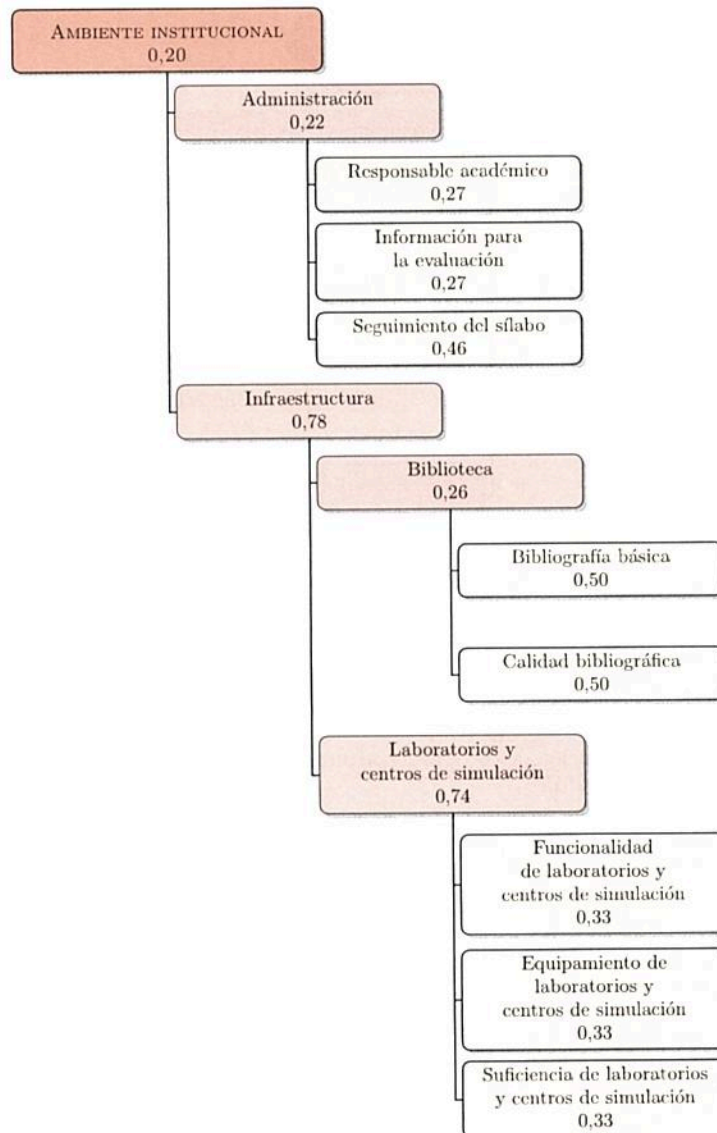 AMBIENTE INSTITUCIONAL
0,20
Administración
0,22
Responsable académico
0,27
Información para
la evaluación
0,27
Seguimiento del sílabo
0,46
Infraestructura
0,78
Biblioteca
0,26
Bibliografía básica
0,50
Calidad bibliográfica
0,50
Laboratorios y
centros de simulación
0,74
Funcionalidad
de laboratorios y
centros de simulación
0,33
Equipamiento de
laboratorios y
centros de simulación
0,33
Suficiencia de laboratorios
y centros de simulación
0,33